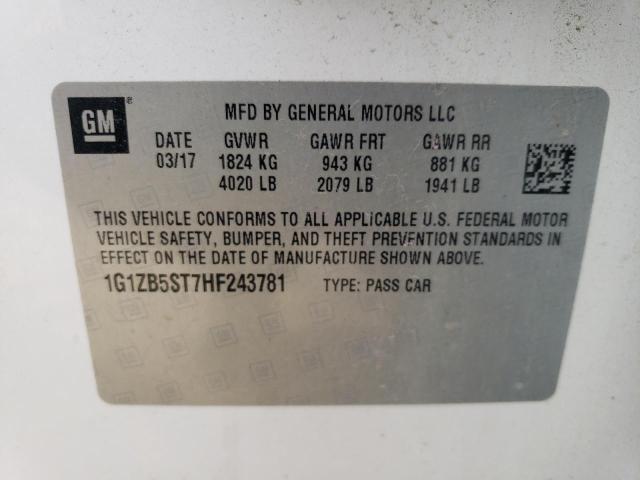 GM®
MFD BY GENERAL MOTORS LLC
DATE GVWR GAWR FRT GAWR RR
03/17 1824 KG 943 KG 881 KG
4020 LB 2079 LB 1941 LB
THIS VEHICLE CONFORMS TO ALL APPLICABLE U.S. FEDERAL MOTOR
VEHICLE SAFETY, BUMPER, AND THEFT PREVENTION STANDARDS IN
EFFECT ON THE DATE OF MANUFACTURE SHOWN ABOVE.
1G1ZB5ST7HF243781 TYPE: PASS CAR